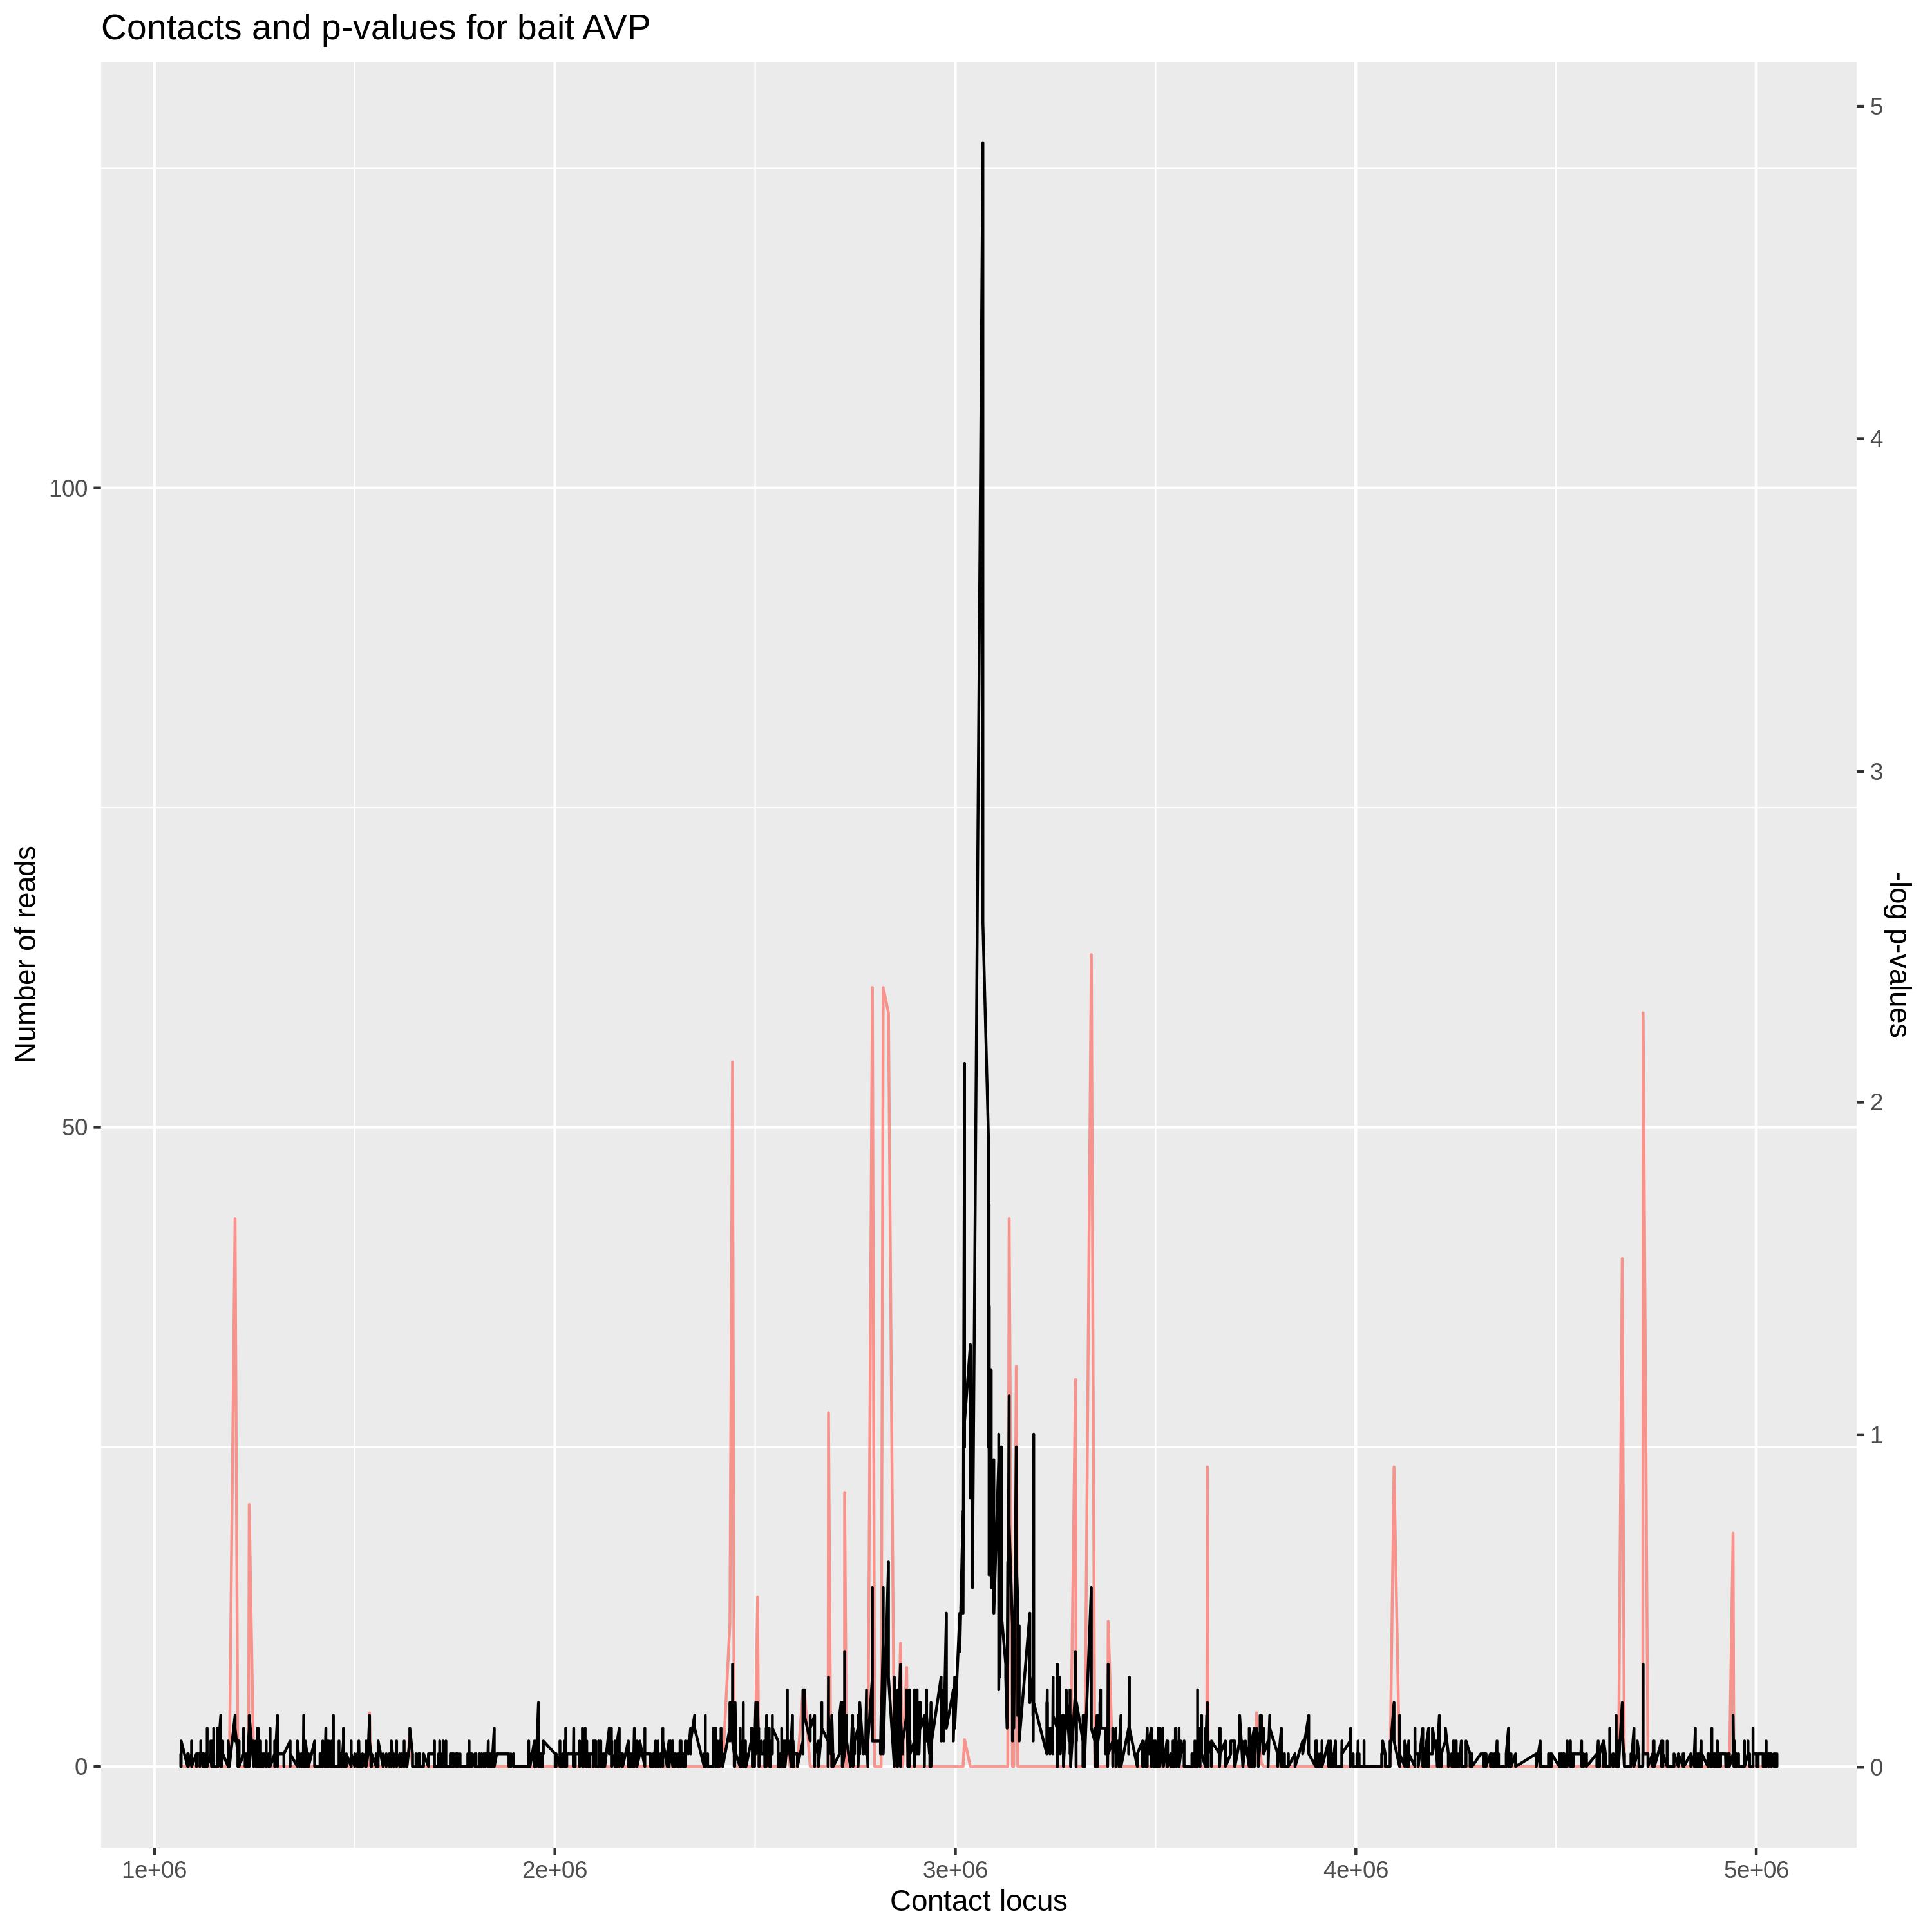 Contacts and p-values for bait AVP
Number of reads
100
50
0
5
4
3
2
1
0
-log p-values
1e+06
2e+06
3e+06
4e+06
5e+06
Contact locus